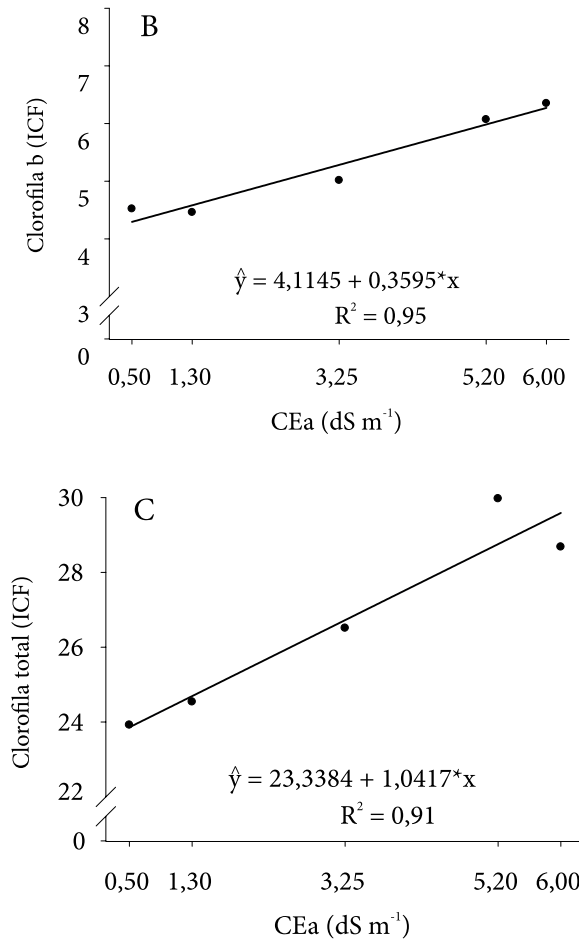 B
Clorofila b (ICF)
8
7
6
5
4
3
0
ŷ = 4,1145 + 0,3595*x
R² = 0,95
0,50 1,30 3,25 5,20 6,00
CEa (dS m⁻¹)
C
Clorofila total (ICF)
30
28
26
24
22
0
ŷ = 23,3384 + 1,0417*x
R² = 0,91
0,50 1,30 3,25 5,20 6,00
CEa (dS m⁻¹)